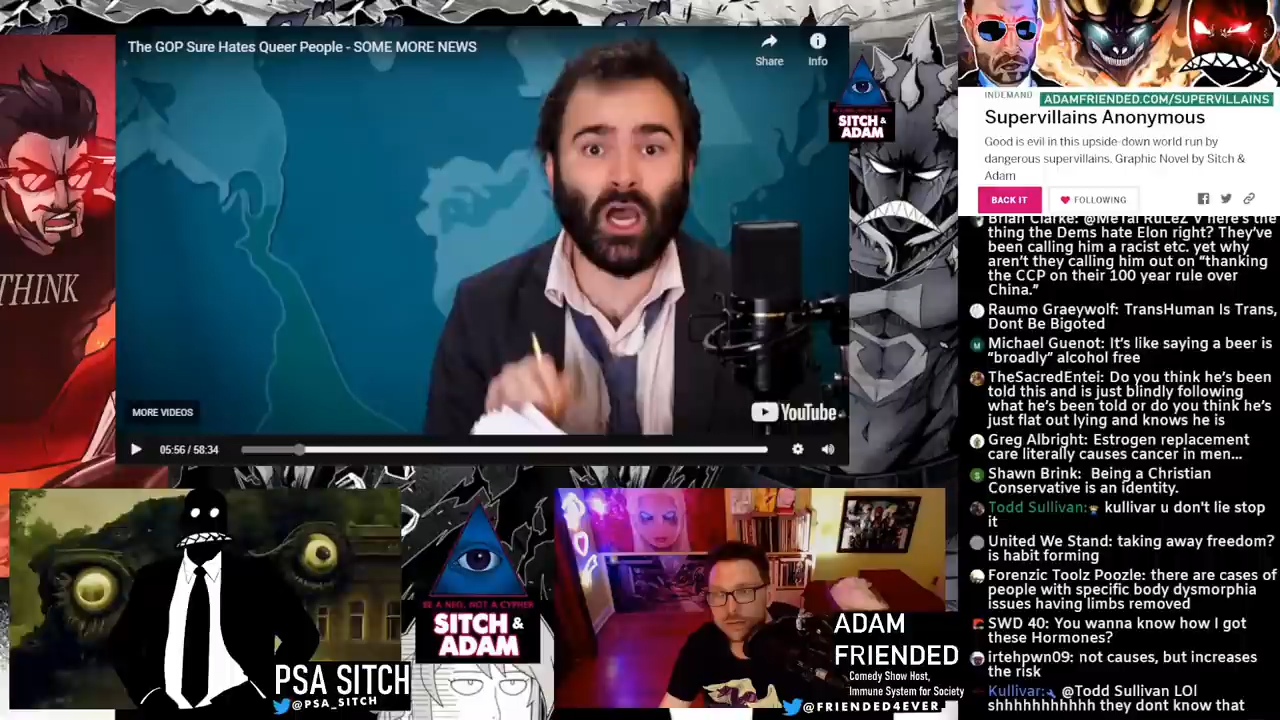 The GOP Sure Hates Queer People - SOME MORE NEWS
Share
Info
SITCH &
ADAM
THINK
MORE VIDEOS
YouTube
05:56 / 58:34
INDEMAND
ADAMFRIENDED.COM/SUPERVILLAINS
Supervillains Anonymous
Good is evil in this upside-down world run by
dangerous supervillains. Graphic Novel by Sitch &
Adam
BACK IT
FOLLOWING
Brian Clarke: @Metal RuLeZ V here's the
thing the Dems hate Elon right? They've
been calling him a racist etc. yet why
aren't they calling him out on "thanking
the CCP on their 100 year rule over
China."
Raumo Graeywolf: TransHuman Is Trans,
Dont Be Bigoted
M
Michael Guenot: It's like saying a beer is
"broadly" alcohol free
TheSacredEntei: Do you think he's been
told this and is just blindly following
what he's been told or do you think he's
just flat out lying and knows he is
Greg Albright: Estrogen replacement
care literally causes cancer in men...
S
Shawn Brink: Being a Christian
Conservative is an identity.
Todd Sullivan: kullivar u don't lie stop
it
United We Stand: taking away freedom?
is habit forming
Forenzic Toolz Poozle: there are cases of
people with specific body dysmorphia
issues having limbs removed
SWD 40: You wanna know how I got
these Hormones?
irtehpwn09: not causes, but increases
the risk
Kullivar: @Todd Sullivan LOl
shhhhhhhhhh they dont know that
PSA SITCH
@PSA_SITCH
BE A NEO, NOT A CYPHER
SITCH &
ADAM
ADAM
FRIENDED
Comedy Show Host,
Immune System for Society
@FRIENDED4EVER